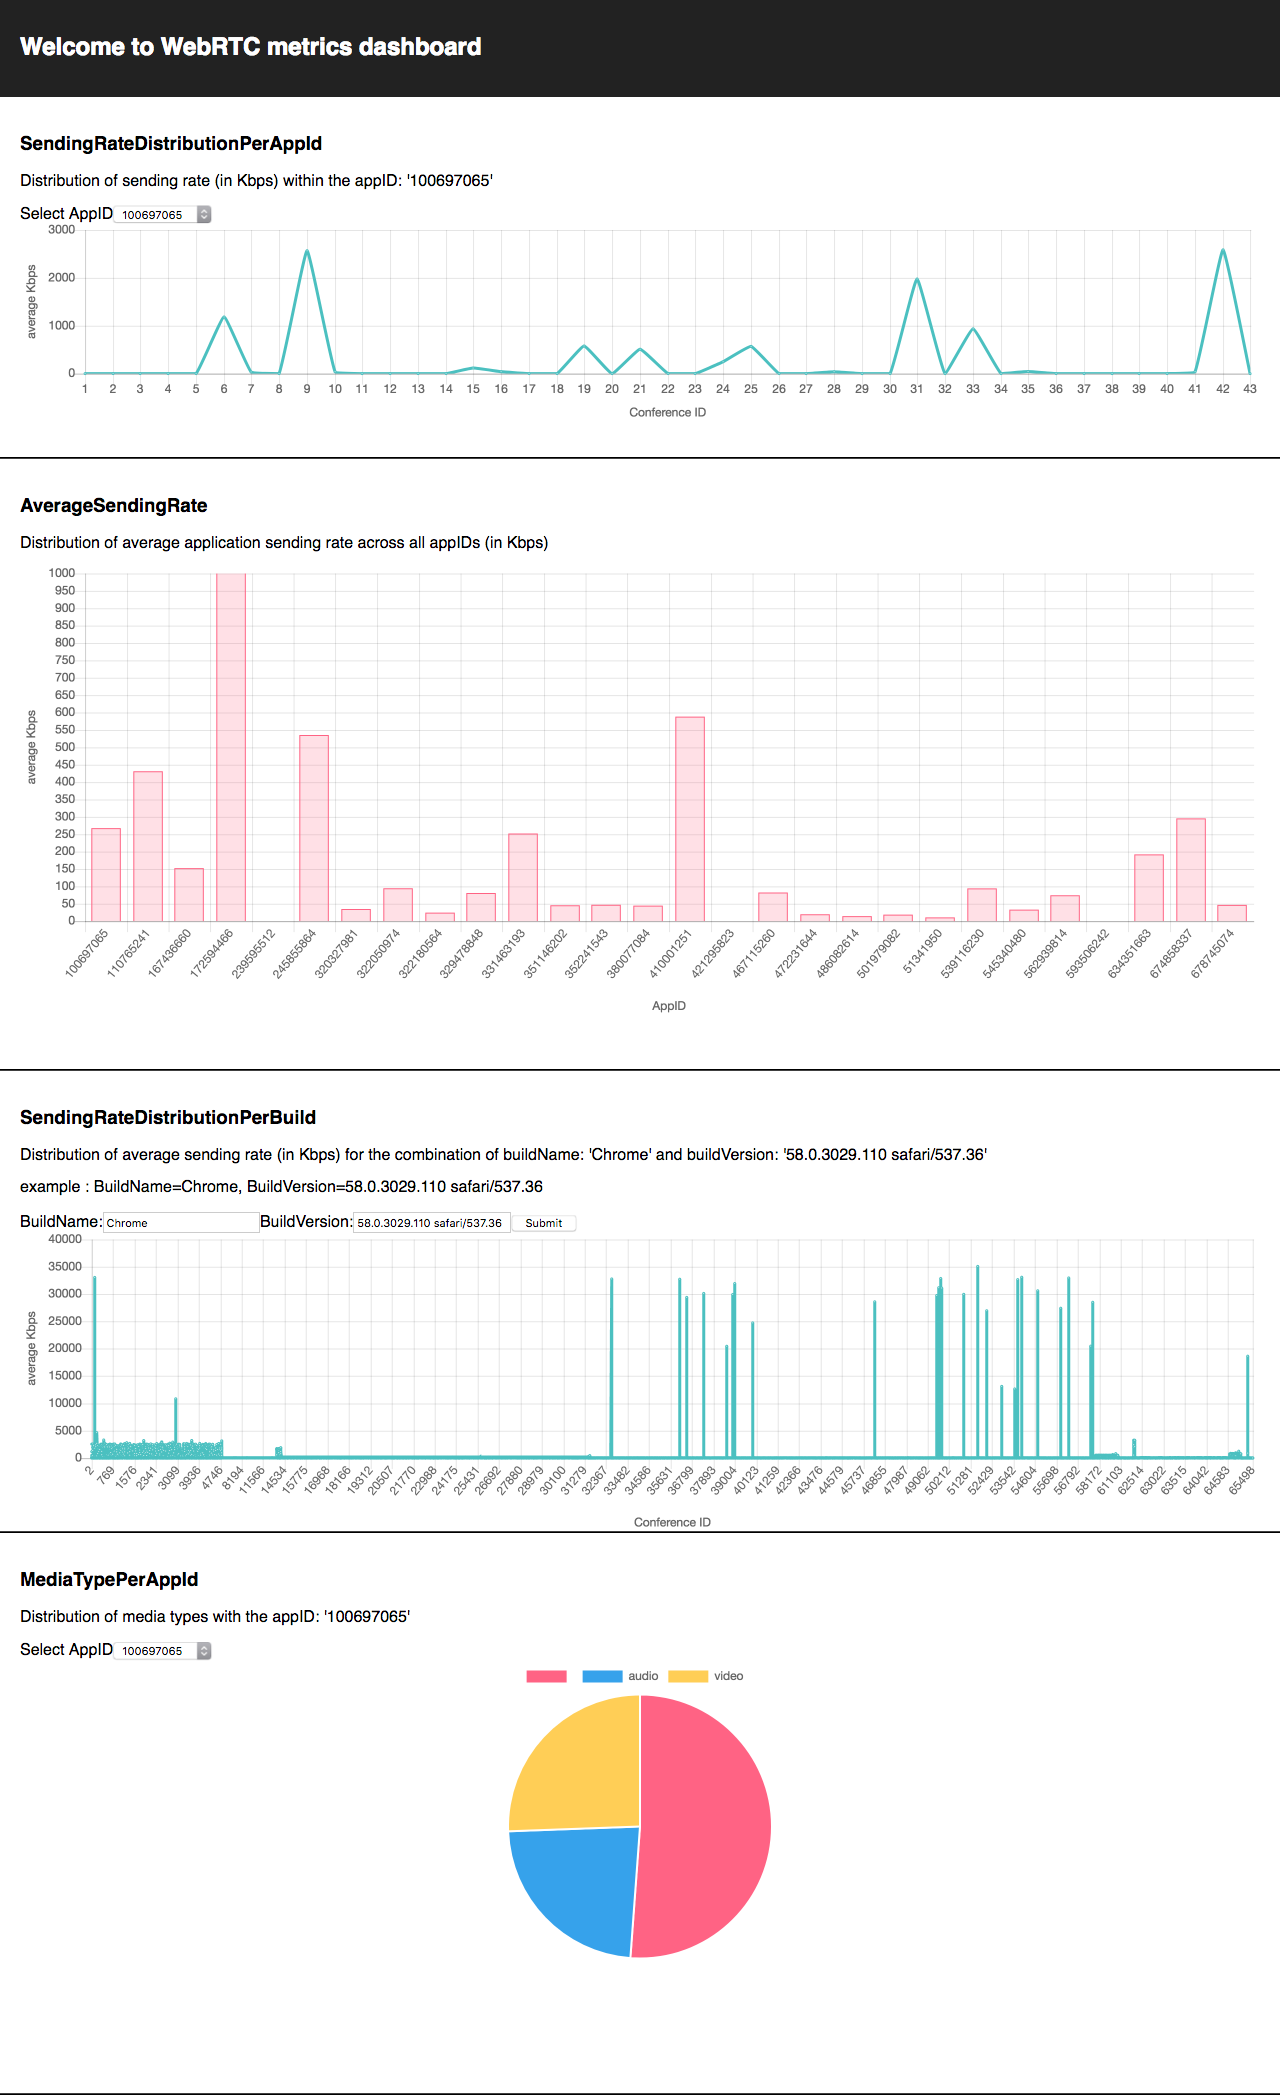 Welcome to WebRTC metrics dashboard
SendingRateDistributionPerAppId
Distribution of sending rate (in Kbps) within the appID: '100697065'
Select AppID 100697065
average Kbps
3000
2000
1000
0
1 2 3 4 5 6 7 8 9 10 11 12 13 14 15 16 17 18 19 20 21 22 23 24 25 26 27 28 29 30 31 32 33 34 35 36 37 38 39 40 41 42 43
Conference ID
AverageSendingRate
Distribution of average application sending rate across all appIDs (in Kbps)
average Kbps
1000
950
900
850
800
750
700
650
600
550
500
450
400
350
300
250
200
150
100
50
0
100697065 110765241 167436660 172594466 239595512 245855864 320327981 322050974 322180564 329478848 331463193 351146202 352241543 380077084 410001251 421295823 467115260 472231644 486082614 501979082 51341950 539116230 545340480 562939814 593506242 634351663 674858337 678745074
AppID
SendingRateDistributionPerBuild
Distribution of average sending rate (in Kbps) for the combination of buildName: 'Chrome' and buildVersion: '58.0.3029.110 safari/537.36'
example : BuildName=Chrome, BuildVersion=58.0.3029.110 safari/537.36
BuildName: Chrome BuildVersion: 58.0.3029.110 safari/537.36 Submit
average Kbps
40000
35000
30000
25000
20000
15000
10000
5000
0
2 769 1576 2341 3099 3936 4746 8194 11566 14534 15775 16968 18166 19312 20507 21770 22988 24175 25431 26692 27880 28979 30100 31279 32367 33482 34586 35631 36799 37893 39004 40123 41259 42366 43476 44579 45737 46855 47987 49062 50212 51281 52429 53542 54604 55698 56792 58172 61103 62514 63022 63515 64042 64583 65498
Conference ID
MediaTypePerAppId
Distribution of media types with the appID: '100697065'
Select AppID 100697065
audio video